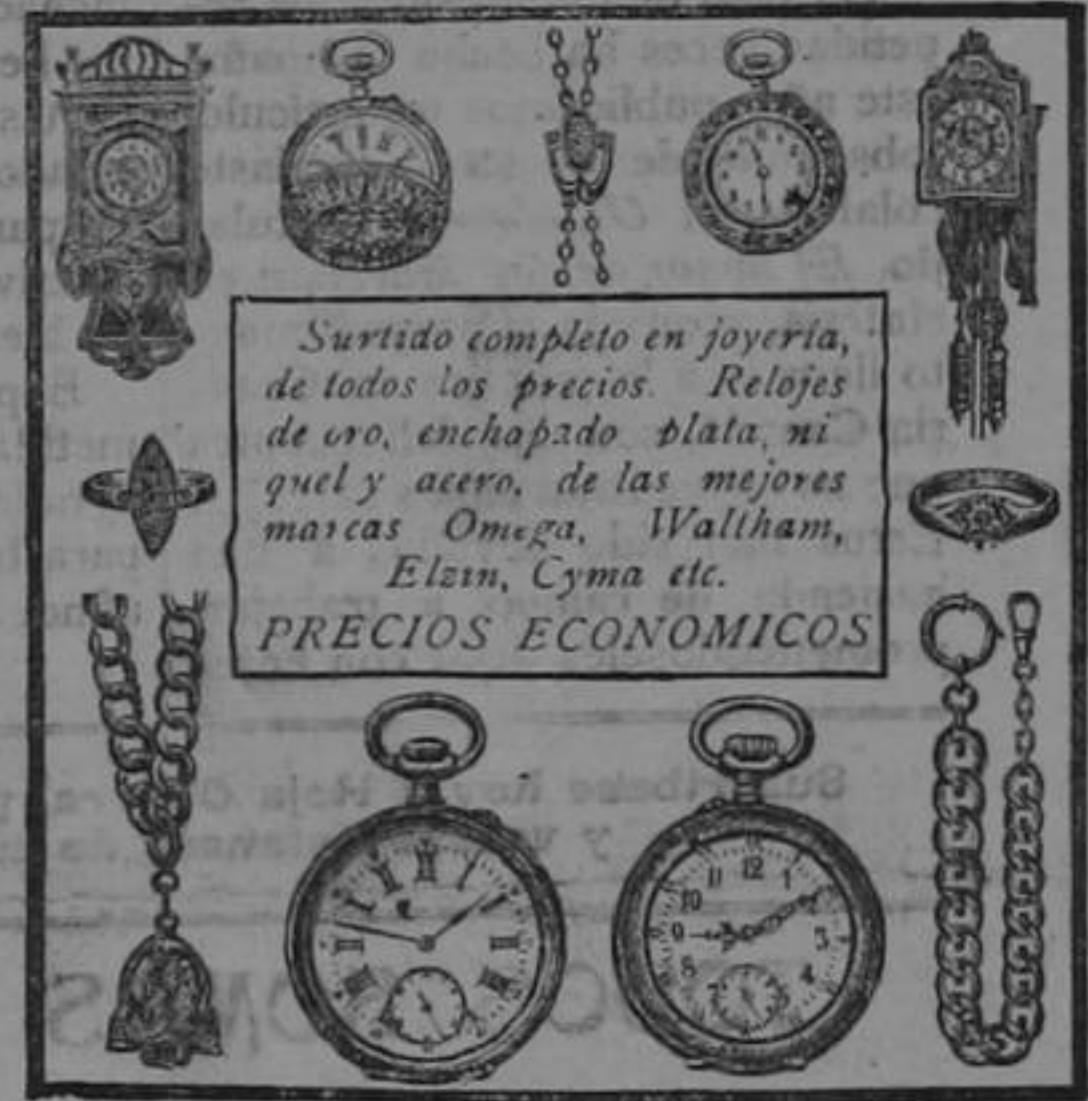 Surtido completo en joyería,
de todos los precios. Relojes
de oro, enchapado plata, ni
quel y acero, de las mejores
marcas Omega, Waltham,
Elzin, Cyma etc.
PRECIOS ECONOMICOS